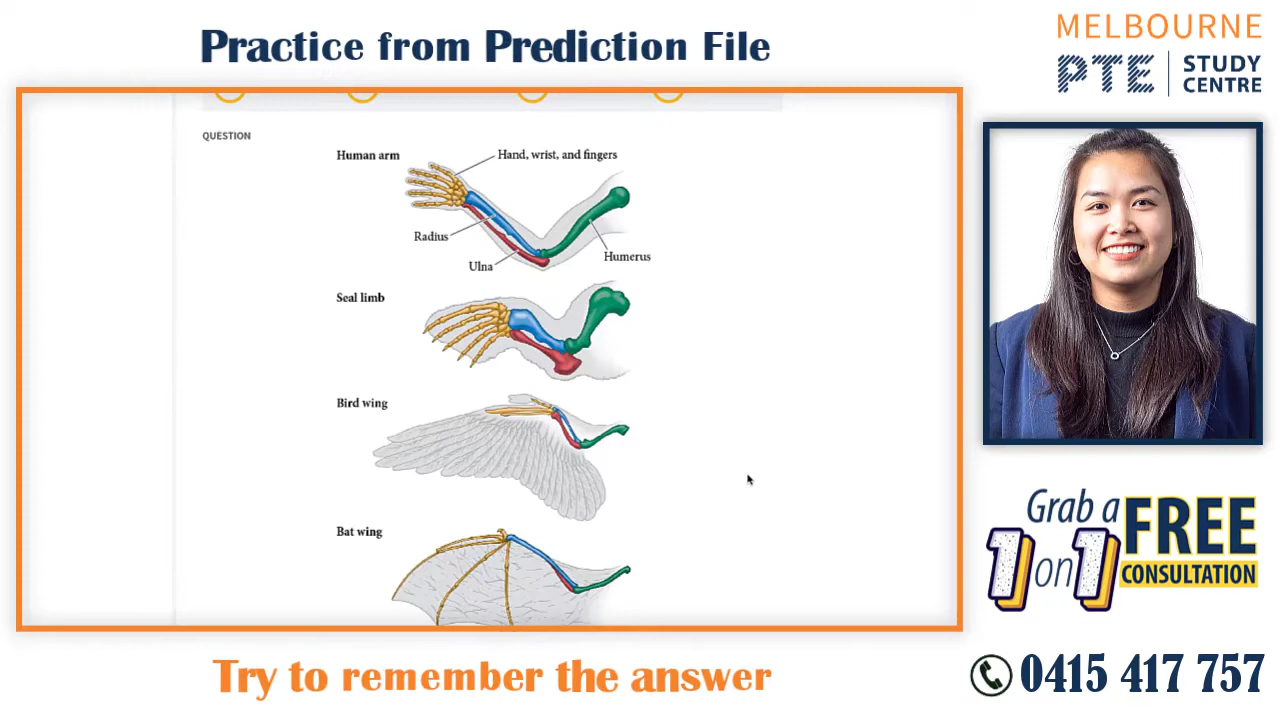 Practice from Prediction File
MELBOURNE
PTE STUDY CENTRE
QUESTION
Human arm
Hand, wrist, and fingers
Radius
Ulna
Humerus
Seal limb
Bird wing
Bat wing
Grab a FREE
1 on 1 CONSULTATION
Try to remember the answer
0415 417 757